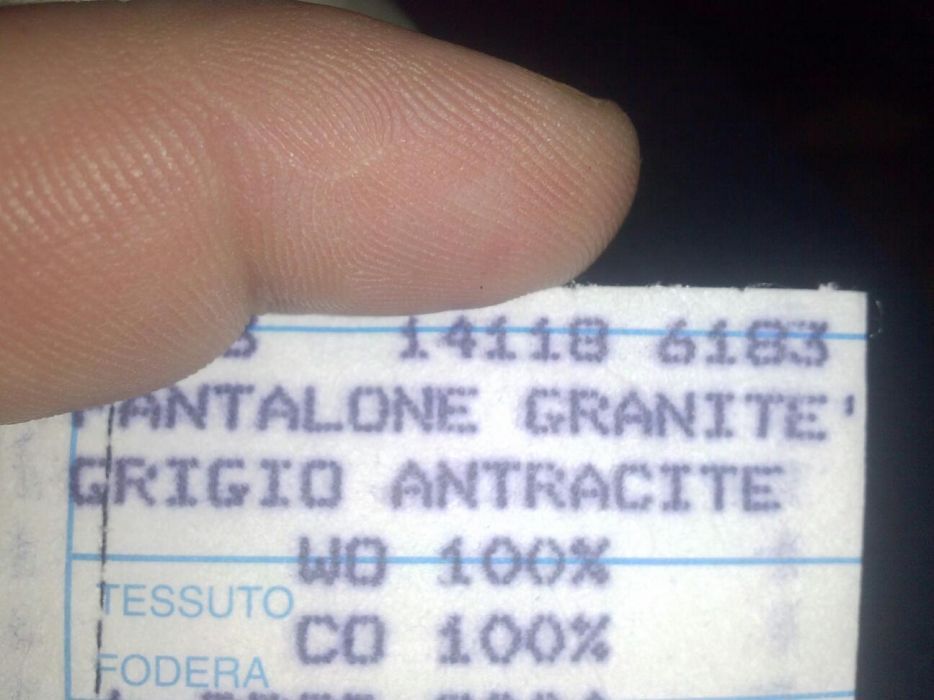 14118 6183
PANTALONE GRANITE'
GRIGIO ANTRACITE
WO 100%
TESSUTO
CO 100%
FODERA